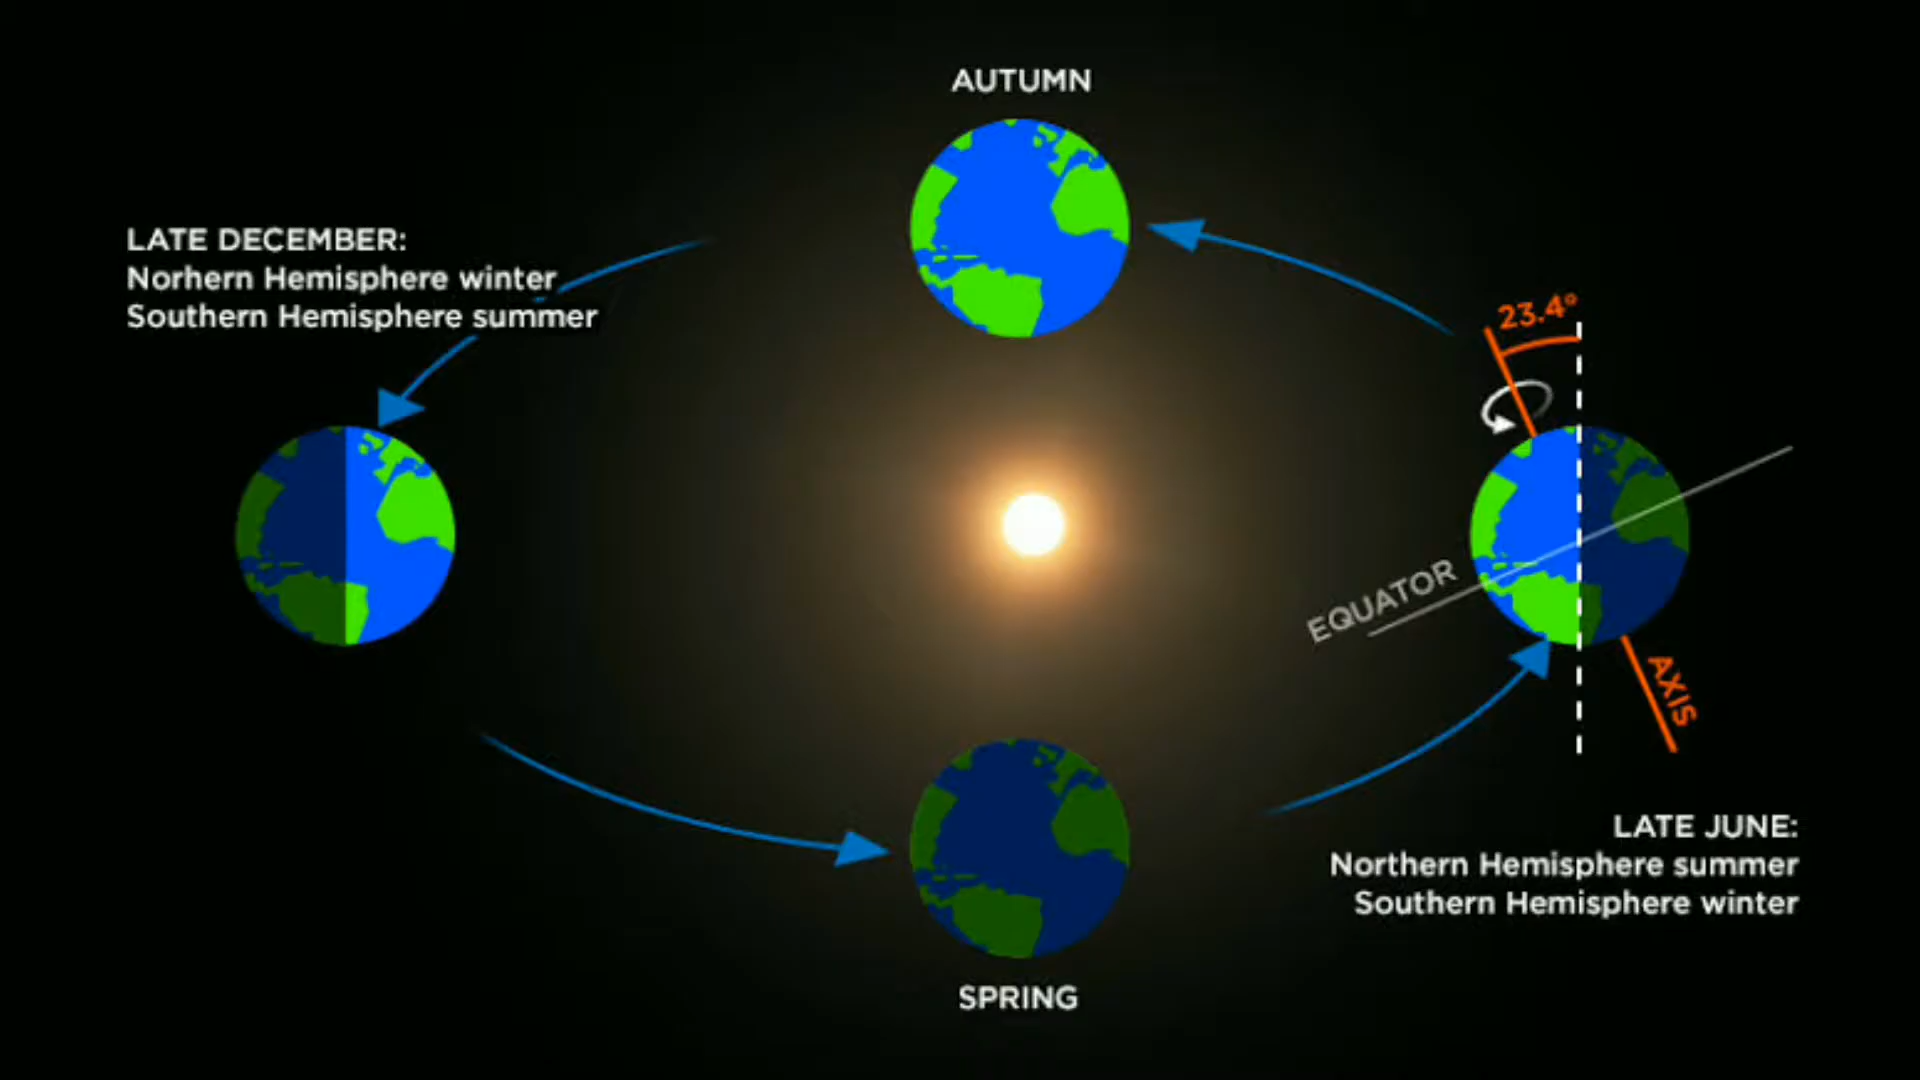 AUTUMN
LATE DECEMBER:
Norhern Hemisphere winter
Southern Hemisphere summer
23.4°
EQUATOR
AXIS
LATE JUNE:
Northern Hemisphere summer
Southern Hemisphere winter
SPRING